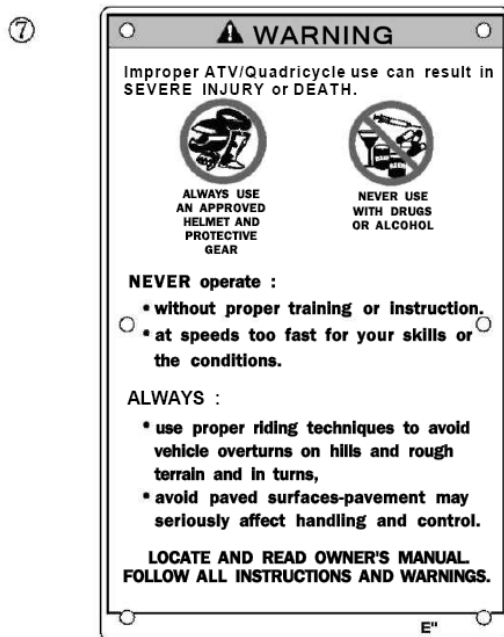 ⑦
WARNING
Improper ATV/Quadricycle use can result in
SEVERE INJURY or DEATH.
ALWAYS USE
AN APPROVED
HELMET AND
PROTECTIVE
GEAR
NEVER USE
WITH DRUGS
OR ALCOHOL
NEVER operate :
• without proper training or instruction.
• at speeds too fast for your skills or
the conditions.
ALWAYS :
• use proper riding techniques to avoid
vehicle overturns on hills and rough
terrain and in turns,
• avoid paved surfaces-pavement may
seriously affect handling and control.
LOCATE AND READ OWNER'S MANUAL.
FOLLOW ALL INSTRUCTIONS AND WARNINGS.
E"